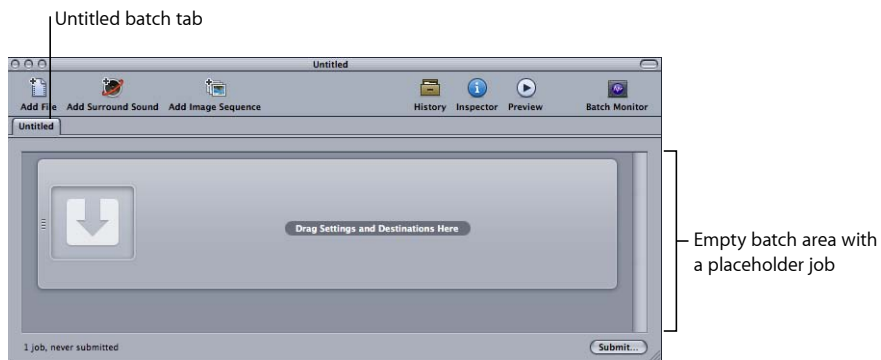 Untitled batch tab
Untitled
Add File Add Surround Sound Add Image Sequence History Inspector Preview Batch Monitor
Untitled
Drag Settings and Destinations Here
Empty batch area with
a placeholder job
1 job, never submitted Submit...